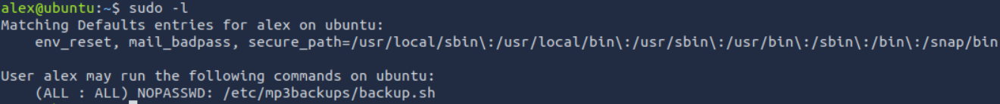 alex@ubuntu:~$ sudo -l
Matching Defaults entries for alex on ubuntu:
    env_reset, mail_badpass, secure_path=/usr/local/sbin\:/usr/local/bin\:/usr/sbin\:/usr/bin\:/sbin\:/bin\:/snap/bin

User alex may run the following commands on ubuntu:
    (ALL : ALL) NOPASSWD: /etc/mp3backups/backup.sh